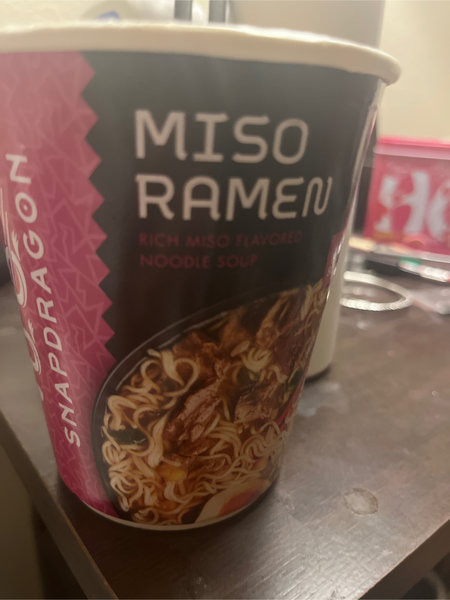 MISO
RAMEN
RICH MISO FLAVORED
NOODLE SOUP
SNAPDRAGON